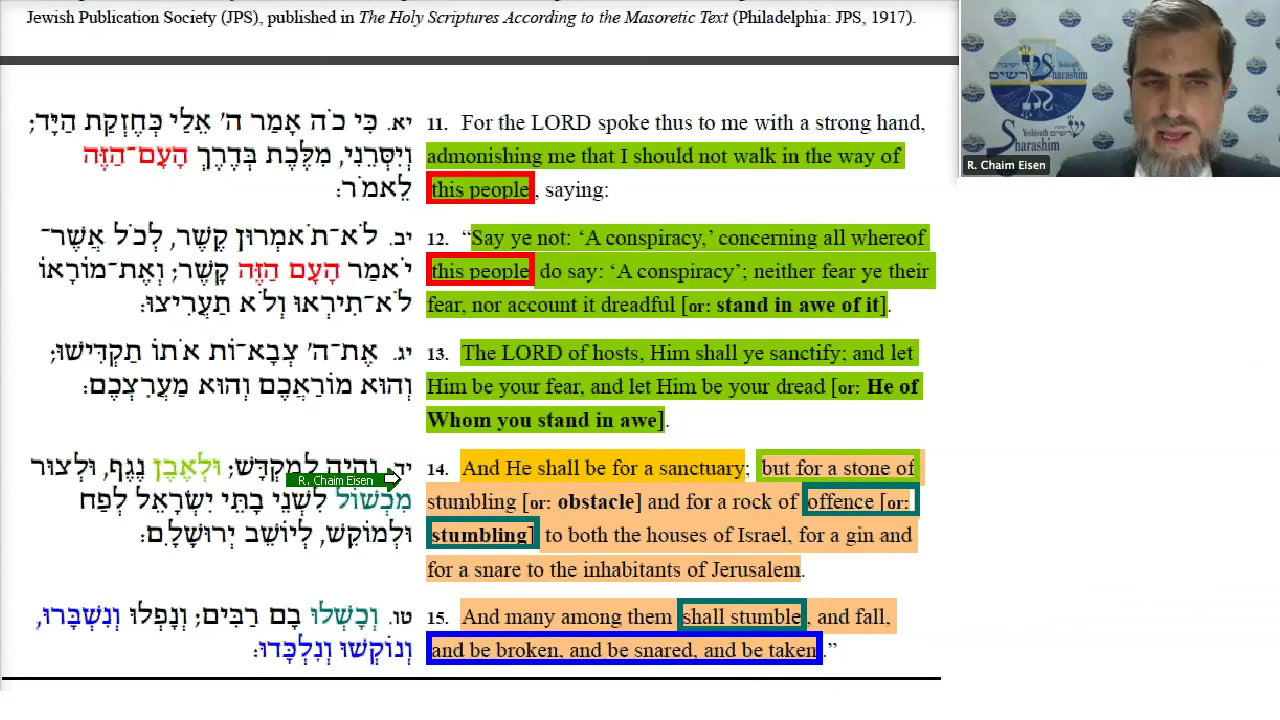 Jewish Publication Society (JPS), published in The Holy Scriptures According to the Masoretic Text (Philadelphia: JPS, 1917).
יא. כִּי כֹה אָמַר ה' אֵלַי כְּחֶזְקַת הַיָּד;
וְיִסְּרֵנִי, מִלֶּכֶת בְּדֶרֶךְ הָעָם־הַזֶּה
לֵאמֹר:
11. For the LORD spoke thus to me with a strong hand,
admonishing me that I should not walk in the way of
this people, saying:
יב. לֹא־תֹאמְרוּן קֶשֶׁר, לְכֹל אֲשֶׁר־
יֹאמַר הָעָם הַזֶּה קָשֶׁר; וְאֶת־מוֹרָאוֹ
לֹא־תִירְאוּ וְלֹא תַעֲרִיצוּ:
12. “Say ye not: ‘A conspiracy,’ concerning all whereof
this people do say: ‘A conspiracy’; neither fear ye their
fear, nor account it dreadful [or: stand in awe of it].
יג. אֶת־ה' צְבָא־וֹת אֹתוֹ תַקְדִּישׁוּ;
וְהוּא מוֹרַאֲכֶם וְהוּא מַעֲרִצְכֶם:
13. The LORD of hosts, Him shall ye sanctify; and let
Him be your fear, and let Him be your dread [or: He of
Whom you stand in awe].
יד. וְהָיָה לְמִקְדָּשׁ; וּלְאֶבֶן נֶגֶף, וּלְצוּר
מִכְשׁוֹל לִשְׁנֵי בָתֵּי יִשְׂרָאֵל לְפַח
וּלְמוֹקֵשׁ, לְיוֹשֵׁב יְרוּשָׁלָ͏ִם:
14. And He shall be for a sanctuary; but for a stone of
stumbling [or: obstacle] and for a rock of offence [or:
stumbling] to both the houses of Israel, for a gin and
for a snare to the inhabitants of Jerusalem.
טו. וְכָשְׁלוּ בָם רַבִּים; וְנָפְלוּ וְנִשְׁבָּרוּ,
וְנוֹקְשׁוּ וְנִלְכָּדוּ:
15. And many among them shall stumble, and fall,
and be broken, and be snared, and be taken.”
R. Chaim Eisen
ישיבת
שרשים
Yeshivath
Sharashim
Yeshivath
Sharashim
R. Chaim Eisen